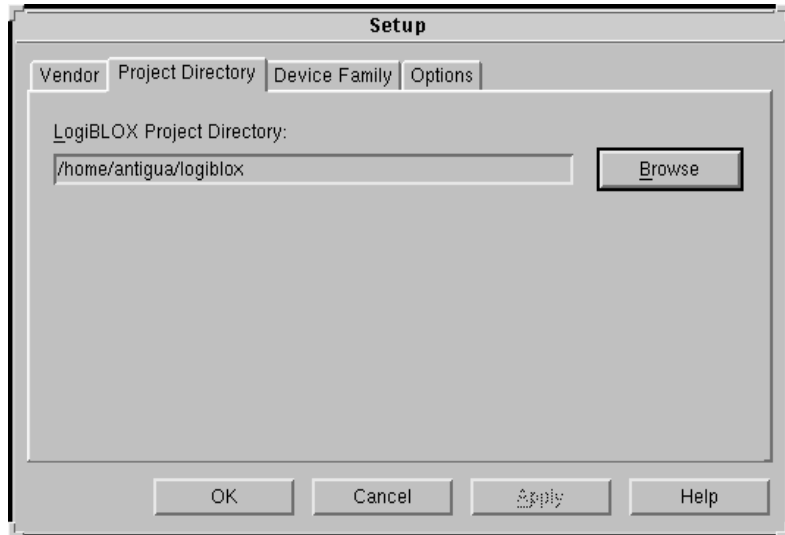 Setup
Vendor Project Directory Device Family Options
LogiBLOX Project Directory:
/home/antigua/logiblox Browse
OK Cancel Apply Help